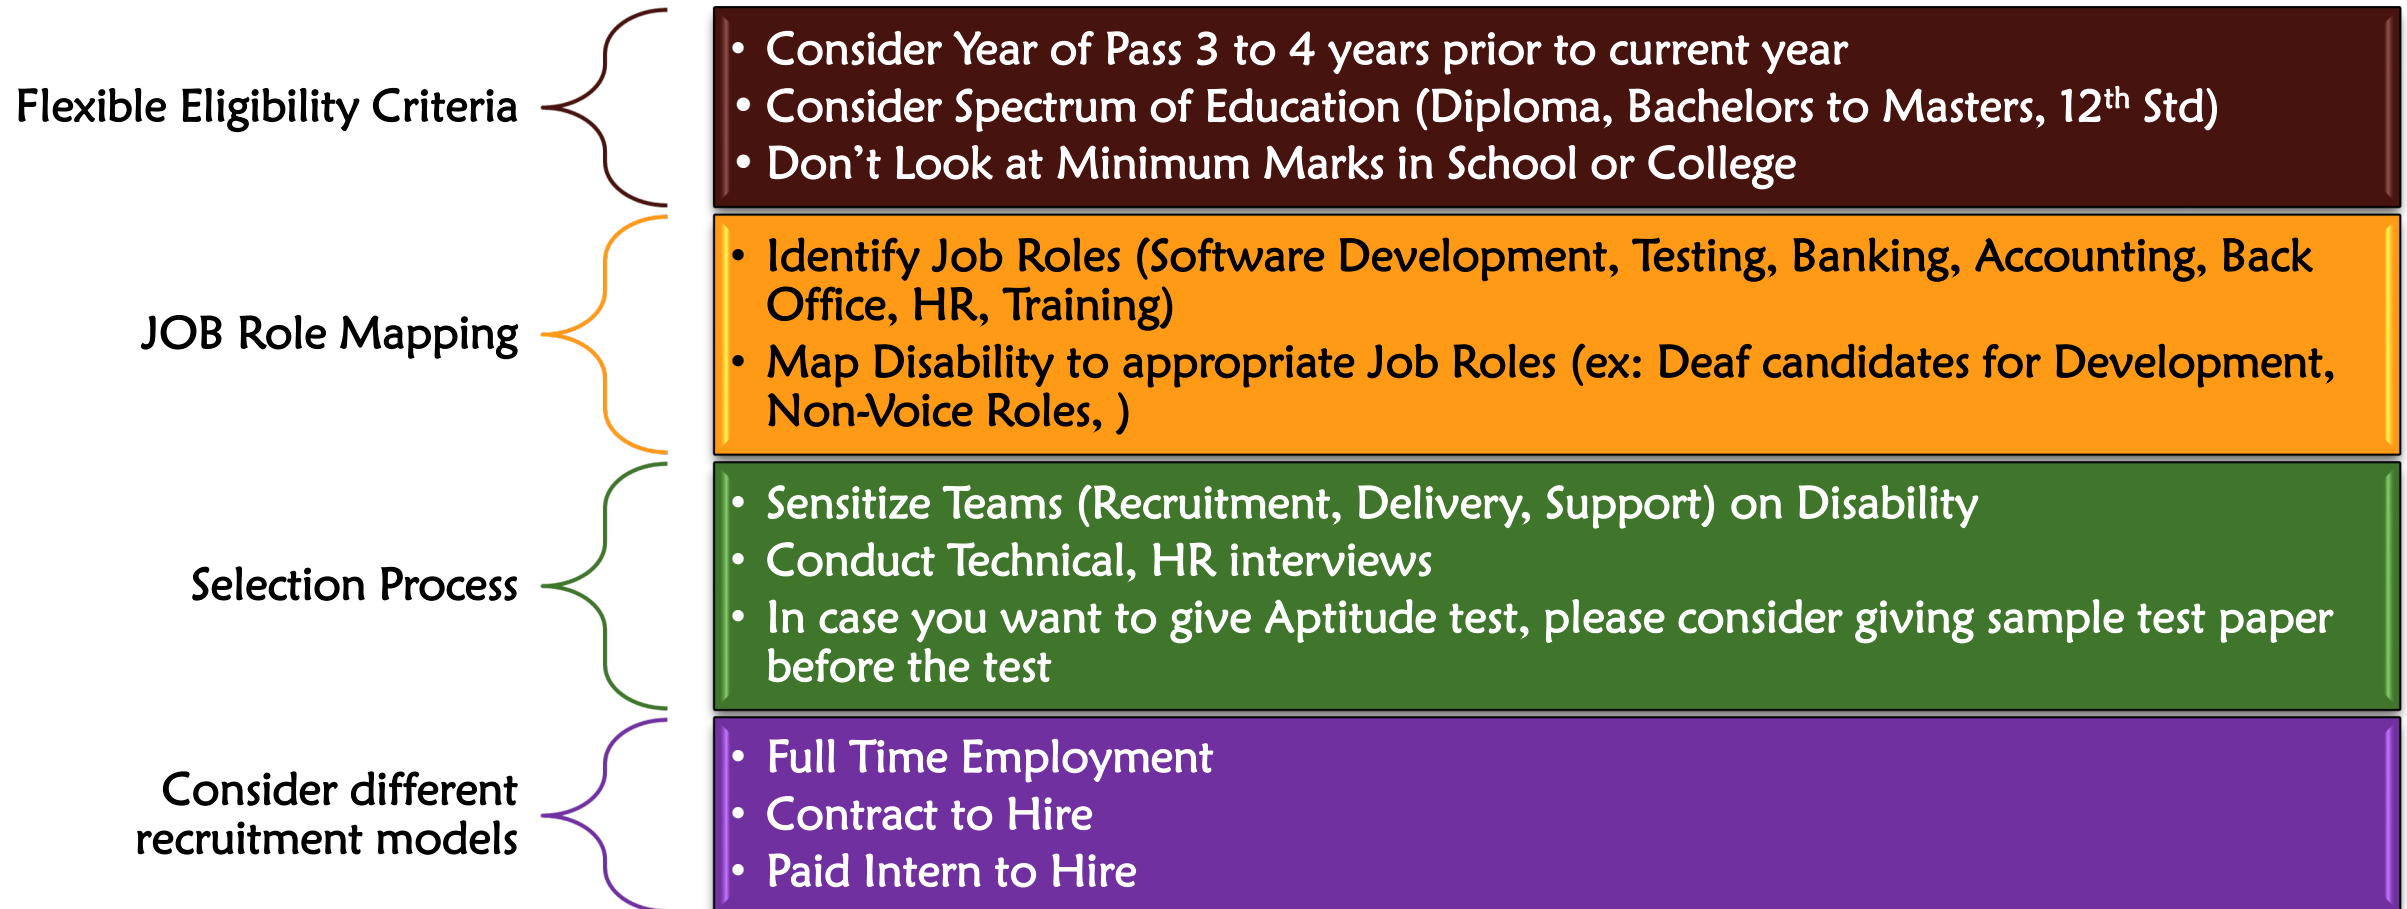 Flexible Eligibility Criteria
• Consider Year of Pass 3 to 4 years prior to current year
• Consider Spectrum of Education (Diploma, Bachelors to Masters, 12th Std)
• Don’t Look at Minimum Marks in School or College
JOB Role Mapping
• Identify Job Roles (Software Development, Testing, Banking, Accounting, Back
Office, HR, Training)
• Map Disability to appropriate Job Roles (ex: Deaf candidates for Development,
Non-Voice Roles, )
Selection Process
• Sensitize Teams (Recruitment, Delivery, Support) on Disability
• Conduct Technical, HR interviews
• In case you want to give Aptitude test, please consider giving sample test paper
before the test
Consider different
recruitment models
• Full Time Employment
• Contract to Hire
• Paid Intern to Hire